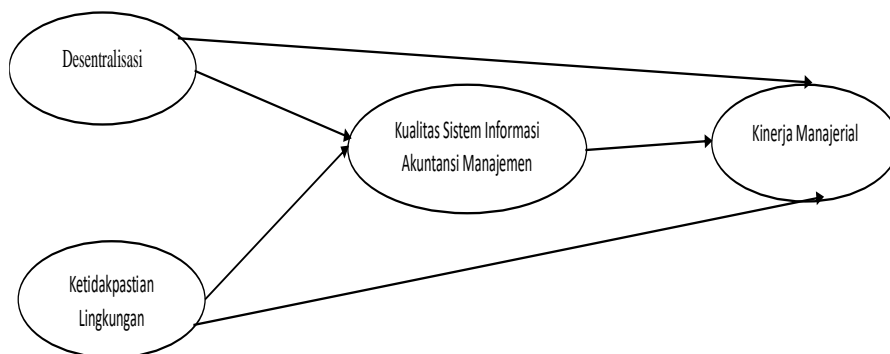 Desentralisasi
Kualitas Sistem Informasi
Akuntansi Manajemen
Kinerja Manajerial
Ketidakpastian
Lingkungan